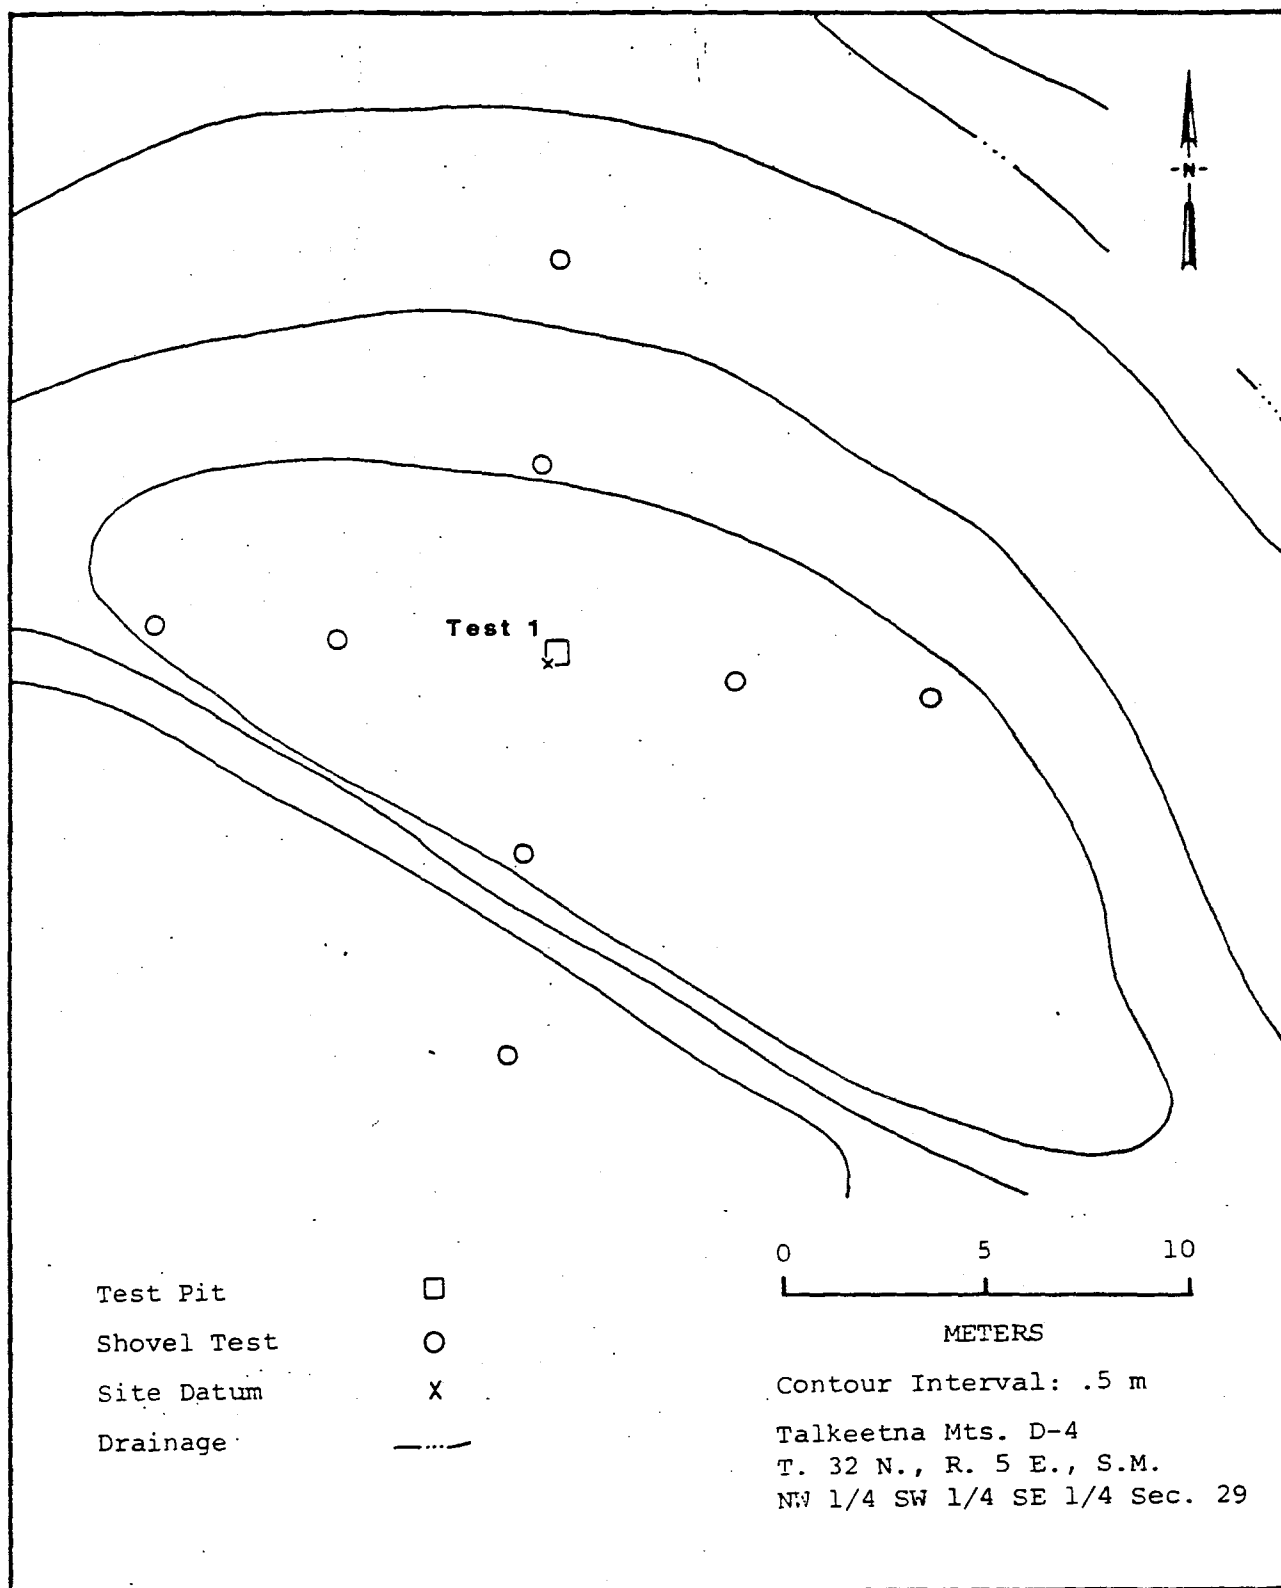 -N-
Test 1
x
0 5 10
METERS
Test Pit
Shovel Test
Site Datum X
Drainage
Contour Interval: .5 m
Talkeetna Mts. D-4
T. 32 N., R. 5 E., S.M.
NW 1/4 SW 1/4 SE 1/4 Sec. 29